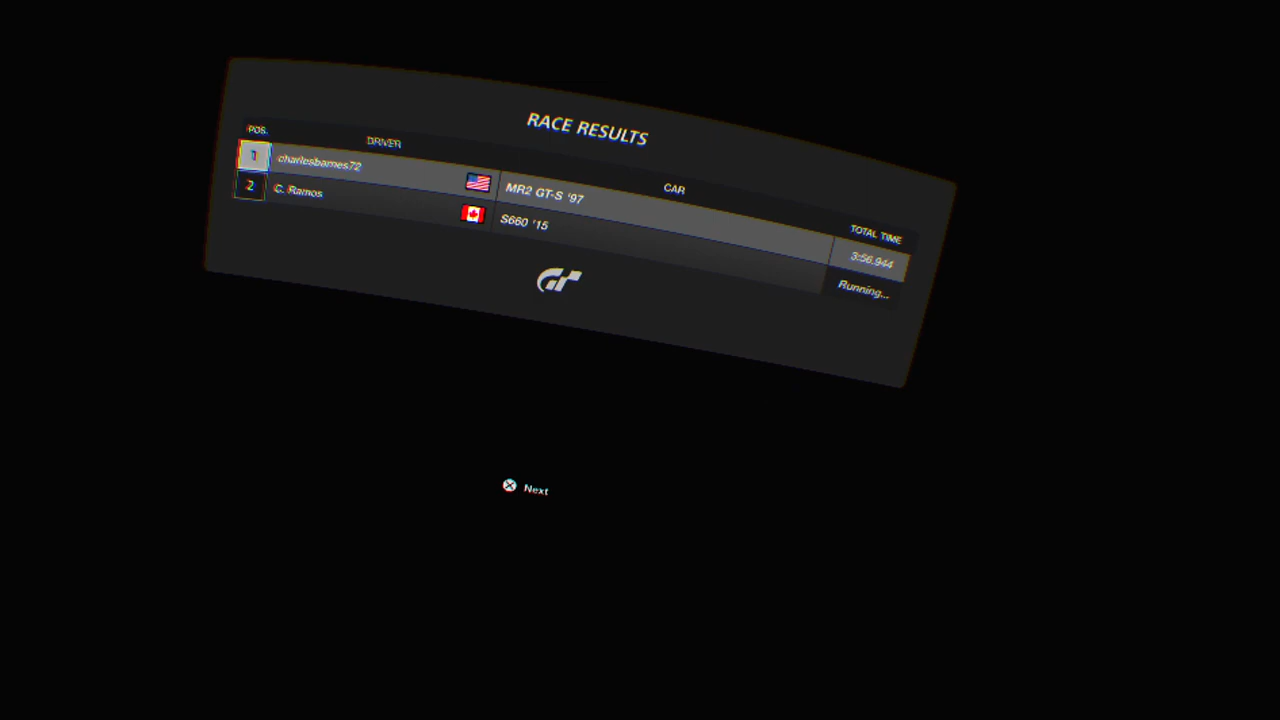 RACE RESULTS
POS. DRIVER CAR TOTAL TIME
1 charlesbarnes72 MR2 GT-S '97 3:56.944
2 C. Ramos S660 '15 Running...
GT
Next